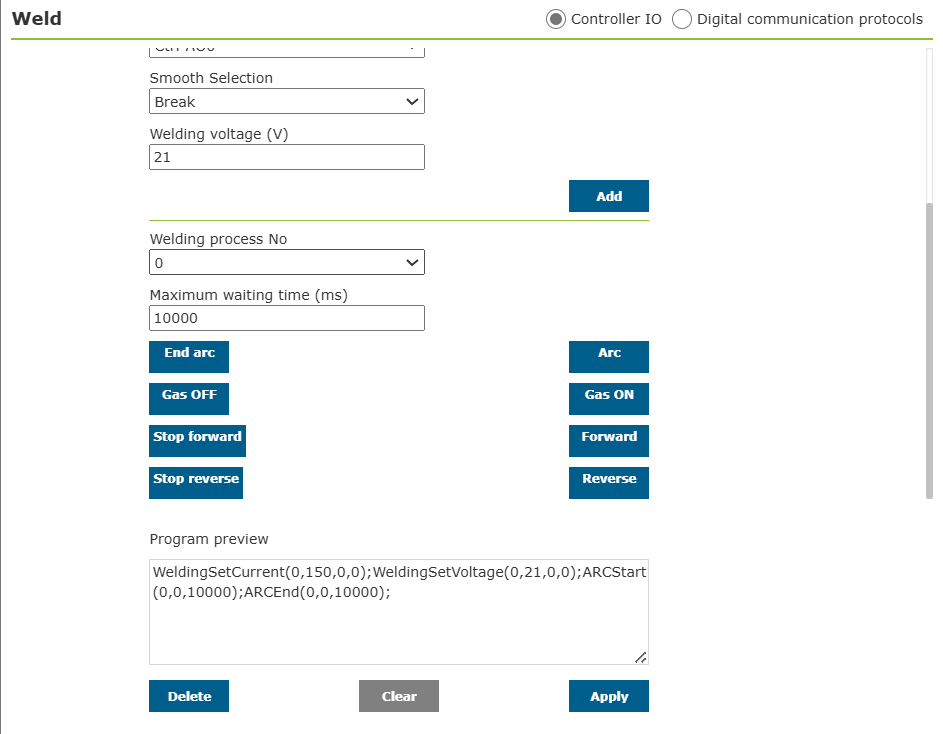 Weld
Controller IO
Digital communication protocols
Smooth Selection
Break
Welding voltage (V)
21
Add
Welding process No
0
Maximum waiting time (ms)
10000
End arc
Arc
Gas OFF
Gas ON
Stop forward
Forward
Stop reverse
Reverse
Program preview
WeldingSetCurrent(0,150,0,0);WeldingSetVoltage(0,21,0,0);ARCStart
(0,0,10000);ARCEnd(0,0,10000);
Delete
Clear
Apply